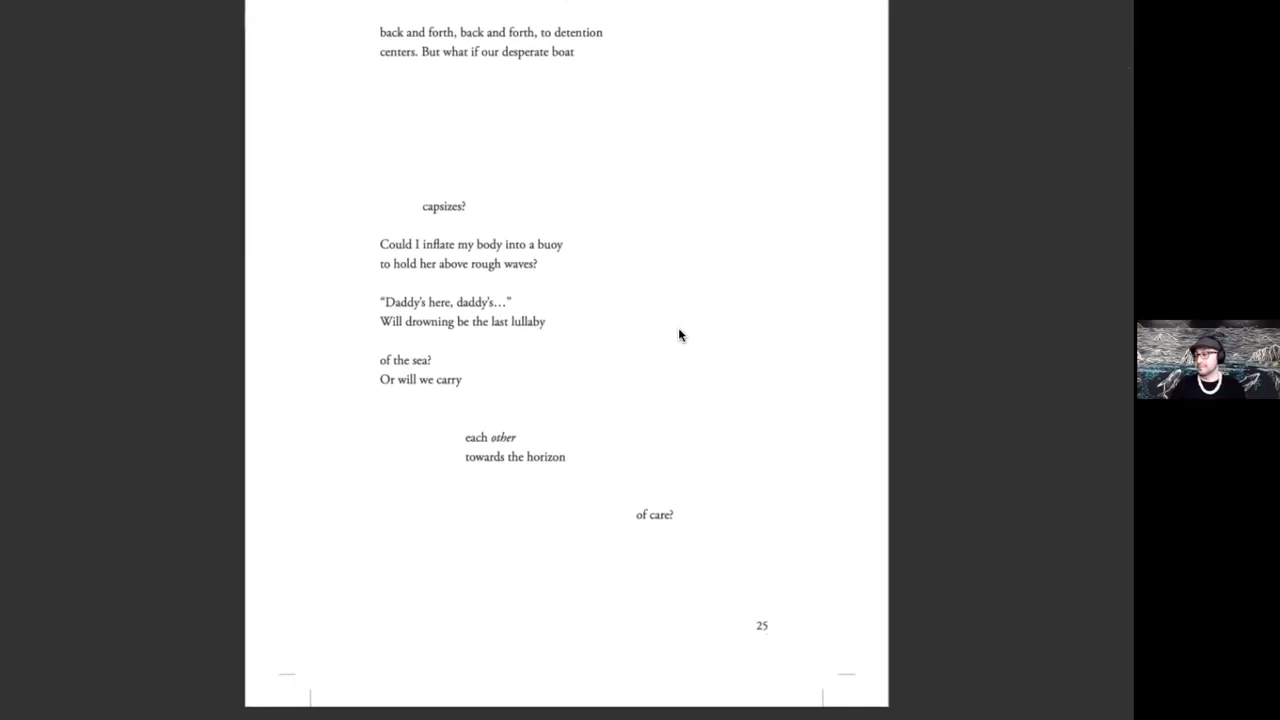 back and forth, back and forth, to detention
centers. But what if our desperate boat
capsizes?
Could I inflate my body into a buoy
to hold her above rough waves?
“Daddy’s here, daddy’s…”
Will drowning be the last lullaby
of the sea?
Or will we carry
each other
towards the horizon
of care?
25